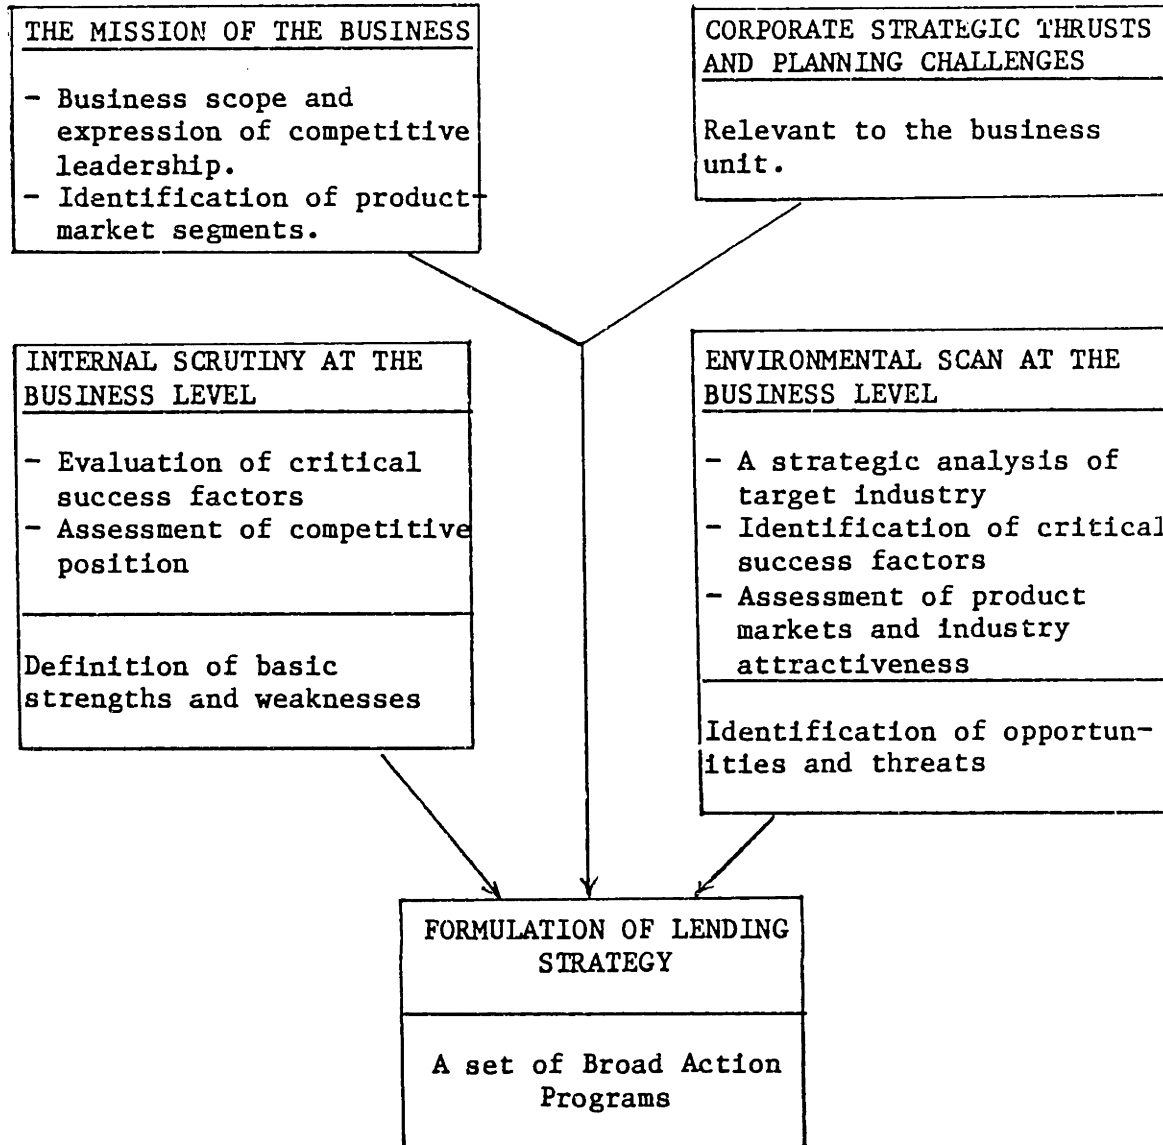 THE MISSION OF THE BUSINESS
- Business scope and
expression of competitive
leadership.
- Identification of product-
market segments.
CORPORATE STRATEGIC THRUSTS
AND PLANNING CHALLENGES
Relevant to the business
unit.
INTERNAL SCRUTINY AT THE
BUSINESS LEVEL
- Evaluation of critical
success factors
- Assessment of competitive
position
Definition of basic
strengths and weaknesses
ENVIRONMENTAL SCAN AT THE
BUSINESS LEVEL
- A strategic analysis of
target industry
- Identification of critical
success factors
- Assessment of product
markets and industry
attractiveness
Identification of opportun-
ities and threats
FORMULATION OF LENDING
STRATEGY
A set of Broad Action
Programs